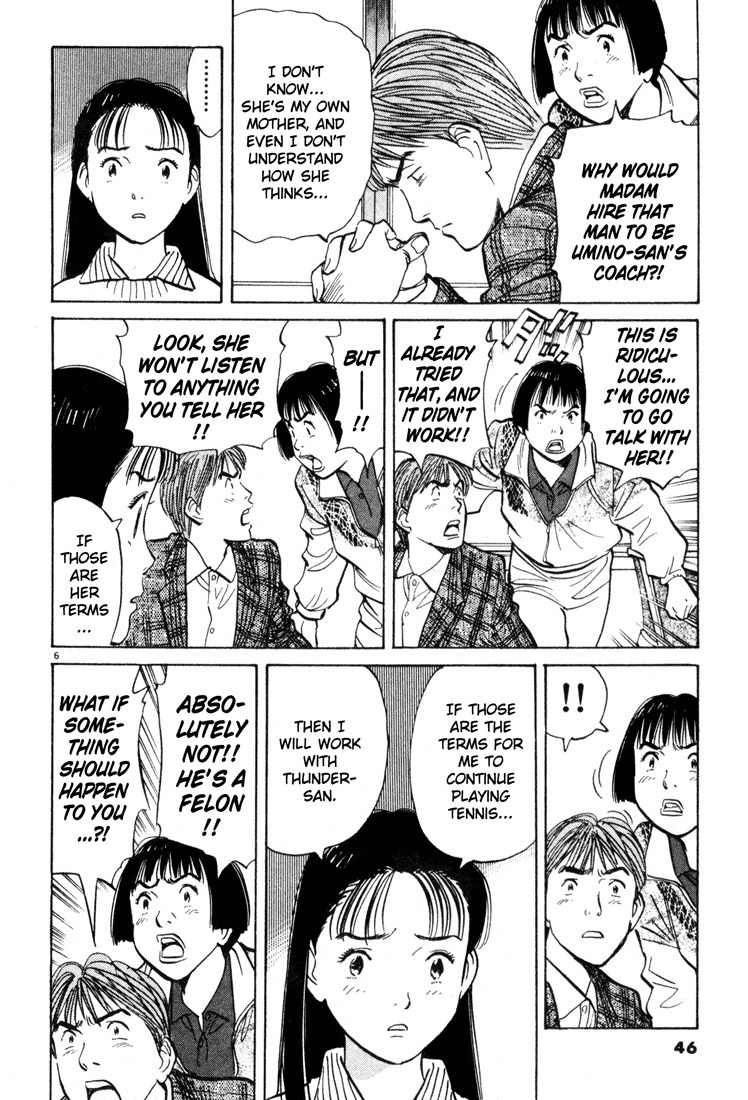 WHY WOULD
MADAM
HIRE THAT
MAN TO BE
UMINO-SAN'S
COACH?!
I DON'T
KNOW...
SHE'S MY OWN
MOTHER, AND
EVEN I DON'T
UNDERSTAND
HOW SHE
THINKS...
........
THIS IS
RIDICU-
LOUS...
I'M GOING
TO GO
TALK WITH
HER!!
ダダッ
I
ALREADY
TRIED
THAT, AND
IT DIDN'T
WORK!!
BUT
—
!!
LOOK, SHE
WON'T LISTEN
TO ANYTHING
YOU TELL HER
!!
IF
THOSE
ARE
HER
TERMS
...
6
!!
IF THOSE
ARE THE
TERMS FOR
ME TO
CONTINUE
PLAYING
TENNIS...
THEN I
WILL WORK
WITH
THUNDER-
SAN.
ABSO-
LUTELY
NOT!!
HE'S A
FELON
!!
WHAT IF
SOME-
THING
SHOULD
HAPPEN
TO YOU
...?!
46